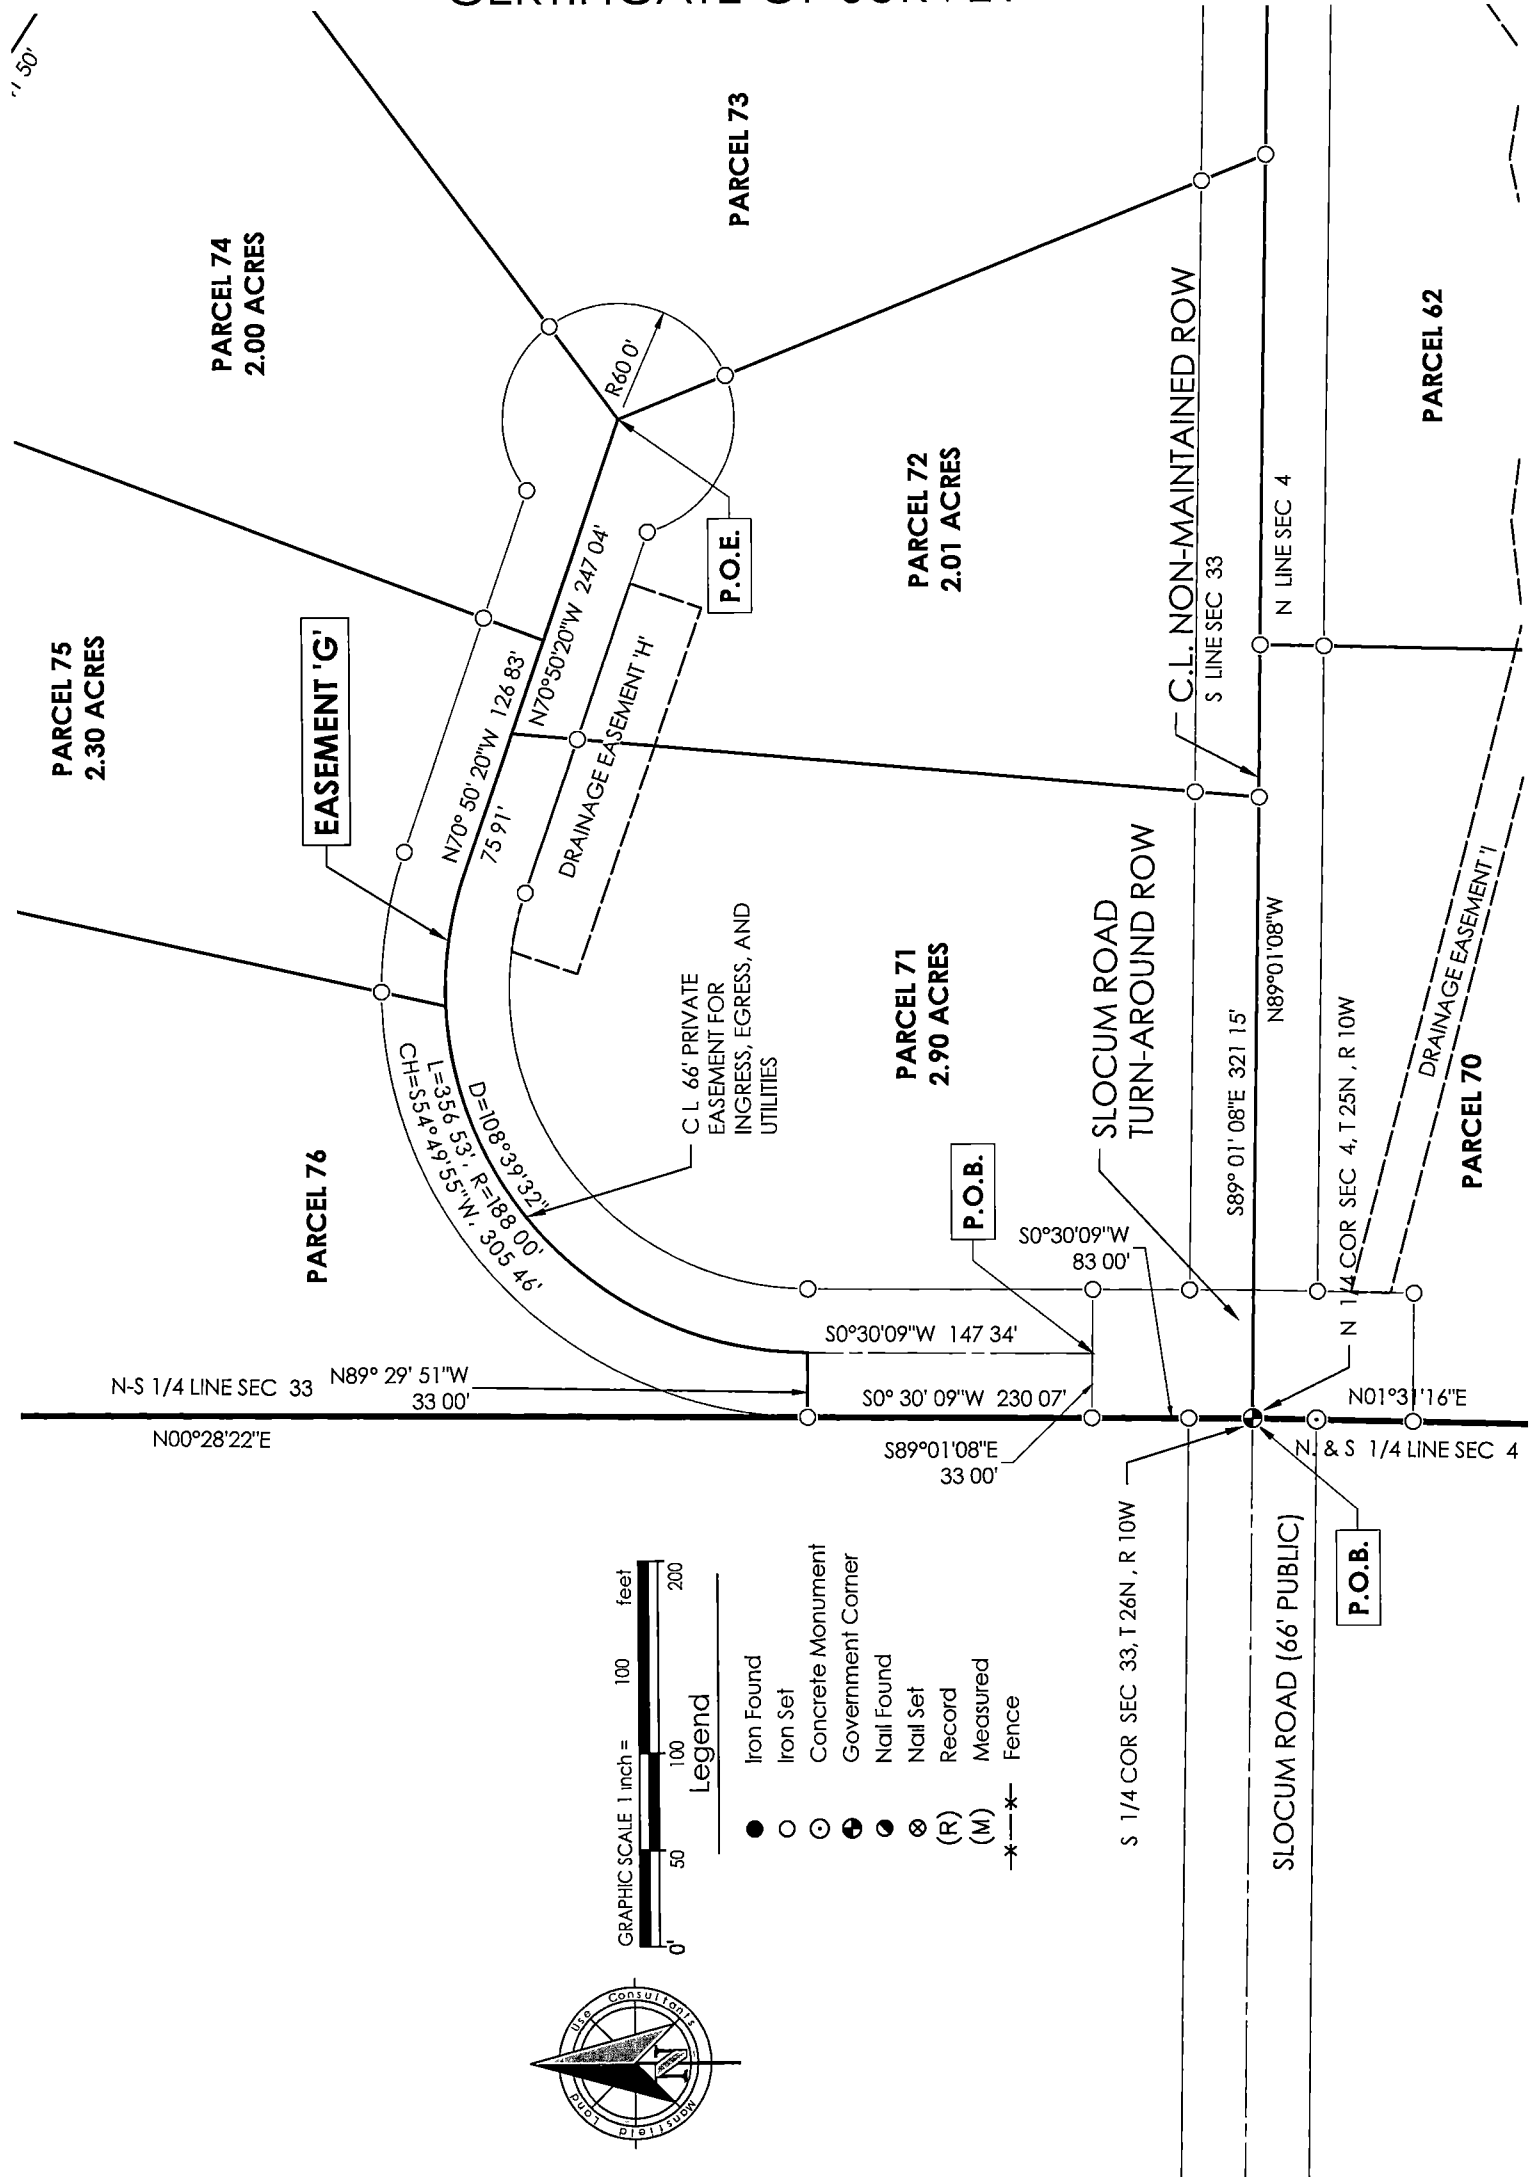 CERTIFICATE OF SURVEY
50'
PARCEL 73
PARCEL 74
2.00 ACRES
PARCEL 75
2.30 ACRES
PARCEL 76
PARCEL 62
PARCEL 72
2.01 ACRES
PARCEL 71
2.90 ACRES
PARCEL 70
R60 0'
P.O.E.
EASEMENT 'G'
N70°50'20"W 247 04'
N70° 50' 20"W 126 83'
75 91'
DRAINAGE EASEMENT 'H'
C.L. NON-MAINTAINED ROW
S LINE SEC 33
N LINE SEC 4
C L 66' PRIVATE
EASEMENT FOR
INGRESS, EGRESS, AND
UTILITIES
D=108°39'32"
L=356 53', R=188 00'
CH=S54°49'55"W, 305 46'
SLOCUM ROAD
TURN-AROUND ROW
S89° 01' 08"E 321 15'
N89°01'08"W
DRAINAGE EASEMENT 'I
N 1/4 COR SEC 4, T 25N , R 10W
P.O.B.
S0°30'09"W
83 00'
S0°30'09"W 147 34'
N-S 1/4 LINE SEC 33
N89° 29' 51"W
33 00'
S0° 30' 09"W 230 07'
N01°31'16"E
N00°28'22"E
S89°01'08"E
33 00'
N. & S 1/4 LINE SEC 4
S 1/4 COR SEC 33, T 26N , R 10W
SLOCUM ROAD (66' PUBLIC)
P.O.B.
GRAPHIC SCALE 1 inch = 100 feet
0' 50 100 200
Legend
Iron Found
Iron Set
Concrete Monument
Government Corner
Nail Found
Nail Set
(R) Record
(M) Measured
Fence
Mansfield Land Use Consultants
N